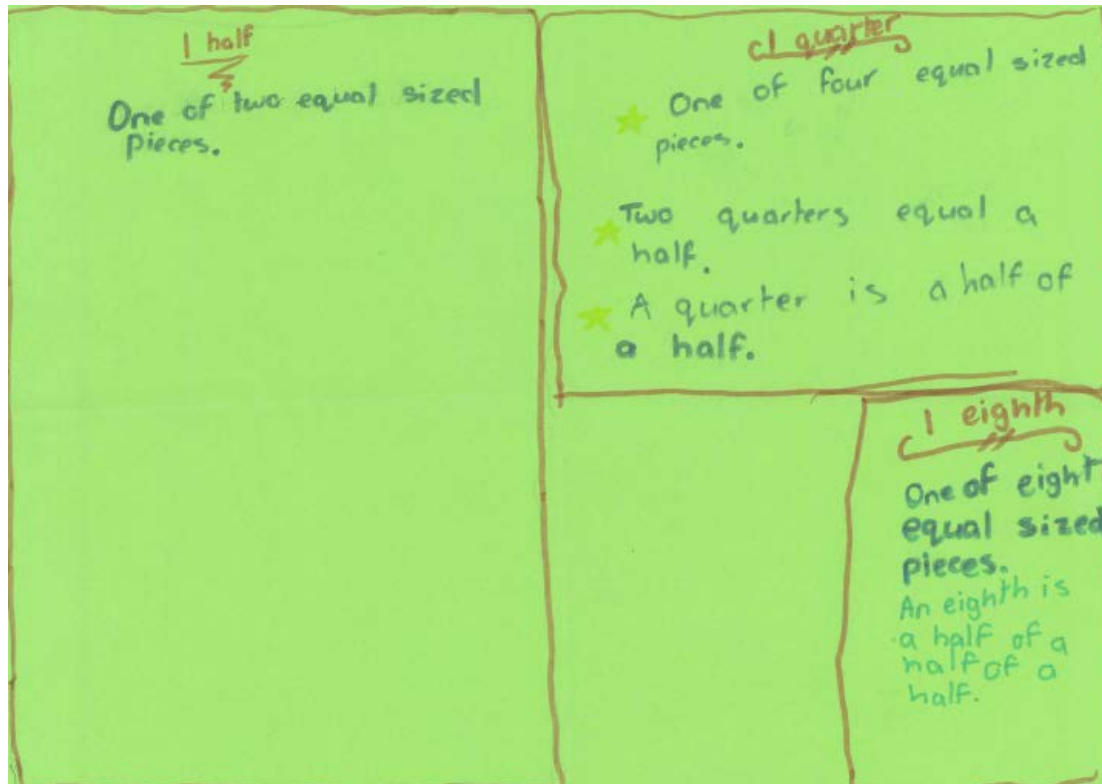 1 half
One of two equal sized
pieces.
1 quarter
One of four equal sized
pieces.
Two quarters equal a
half.
A quarter is a half of
a half.
1 eighth
One of eight
equal sized
pieces.
An eighth is
a half of a
half of a
half.